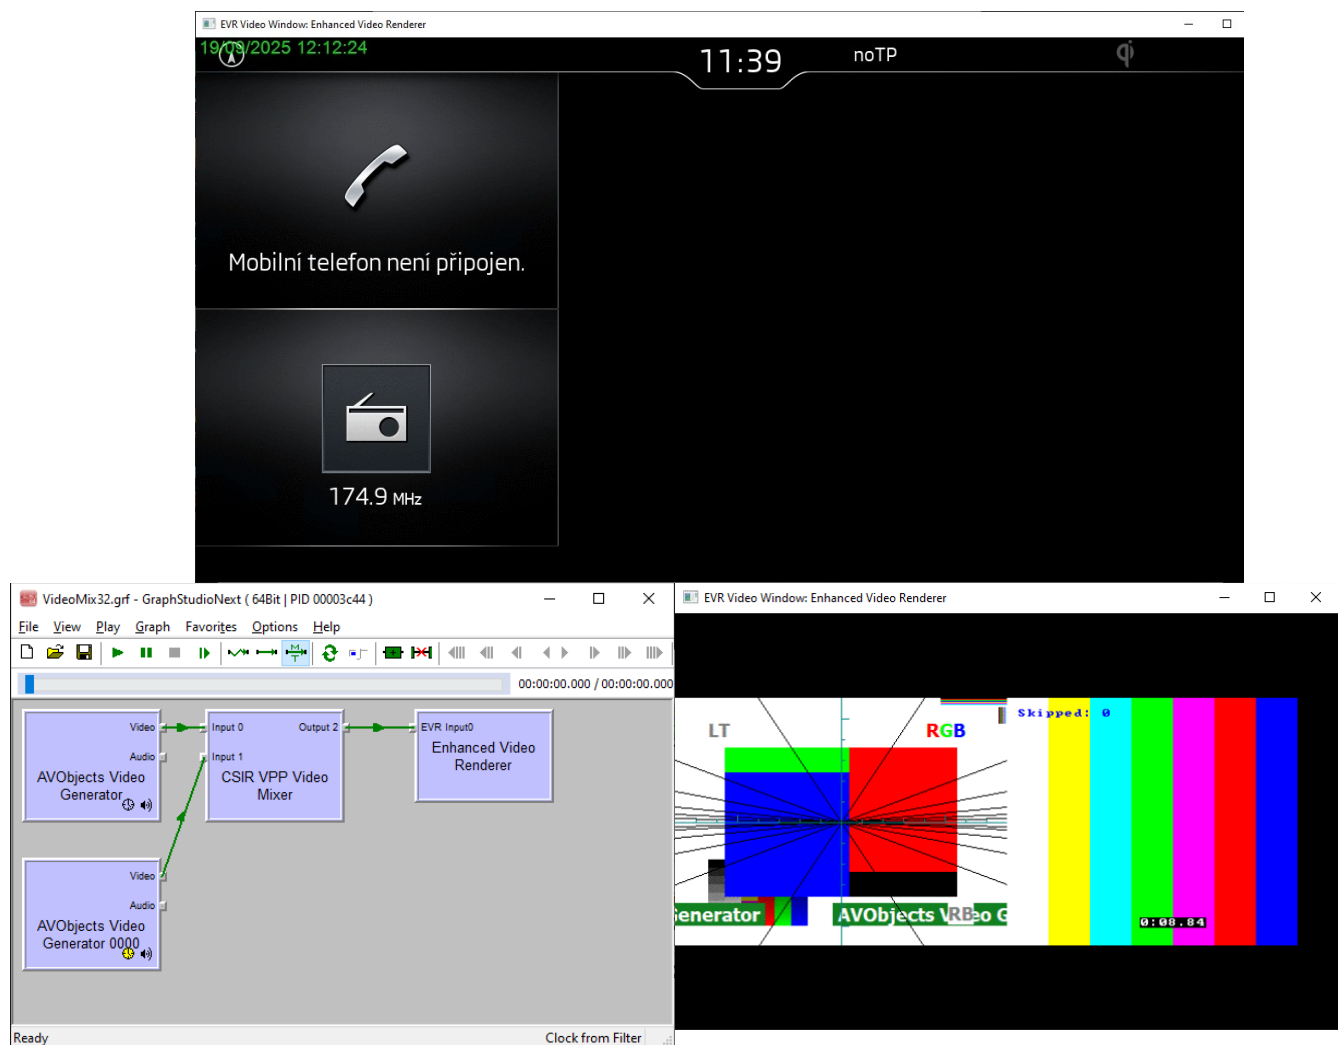 EVR Video Window: Enhanced Video Renderer
19/09/2025 12:12:24
11:39
noTP
Mobilní telefon není připojen.
174.9 MHz
VideoMix32.grf - GraphStudioNext ( 64Bit | PID 00003c44 )
File View Play Graph Favorites Options Help
00:00:00.000 / 00:00:00.000
Video
Audio
AVObjects Video
Generator
Input 0
Output 2
Input 1
CSIR VPP Video
Mixer
EVR Input0
Enhanced Video
Renderer
Video
Audio
AVObjects Video
Generator 0000
Ready
Clock from Filter
EVR Video Window: Enhanced Video Renderer
LT
RGB
Skipped: 0
Generator
AVObjects
RB
eo G
0:08.84